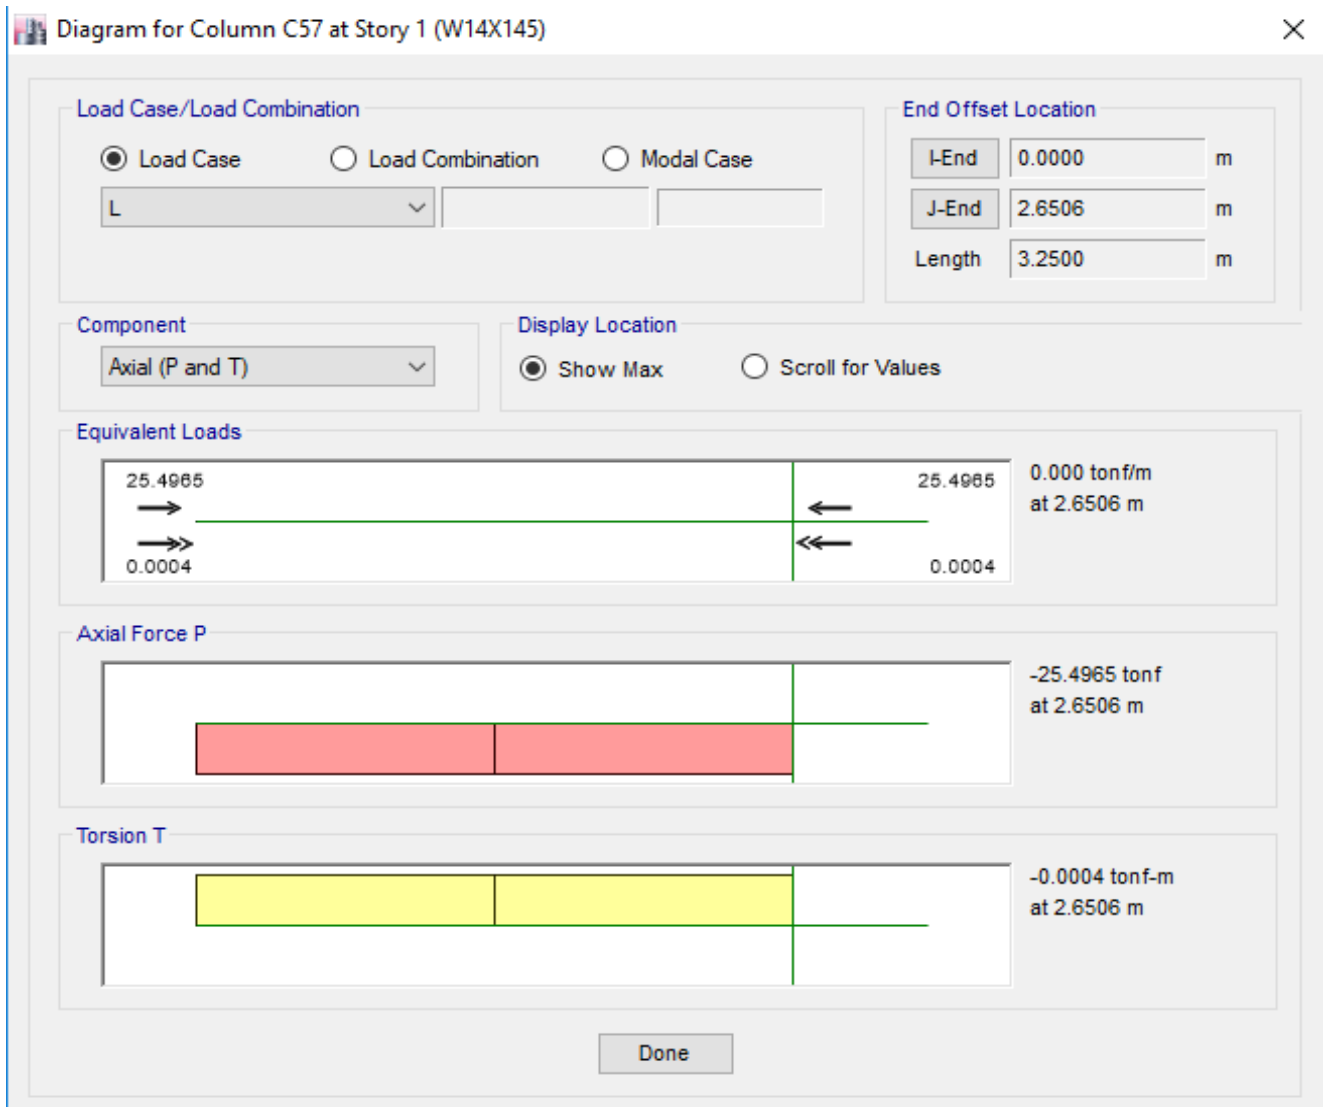 Diagram for Column C57 at Story 1 (W14X145)
Load Case/Load Combination
Load Case
Load Combination
Modal Case
L
End Offset Location
I-End
0.0000
m
J-End
2.6506
m
Length
3.2500
m
Component
Axial (P and T)
Display Location
Show Max
Scroll for Values
Equivalent Loads
25.4965
25.4965
0.0004
0.0004
0.000 tonf/m
at 2.6506 m
Axial Force P
-25.4965 tonf
at 2.6506 m
Torsion T
-0.0004 tonf-m
at 2.6506 m
Done